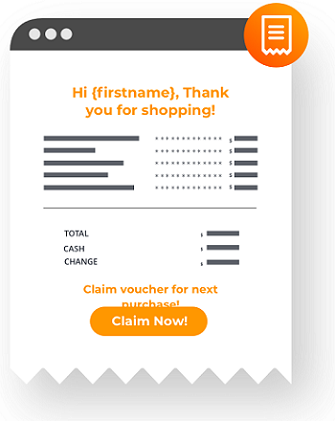 Hi {firstname}, Thank
you for shopping!
* * * * * * * * * * * * * $
* * * * * * * * * * * * * $
* * * * * * * * * * * * * $
* * * * * * * * * * * * * $
* * * * * * * * * * * * * $
TOTAL $
CASH $
CHANGE $
Claim voucher for next
purchase!
Claim Now!